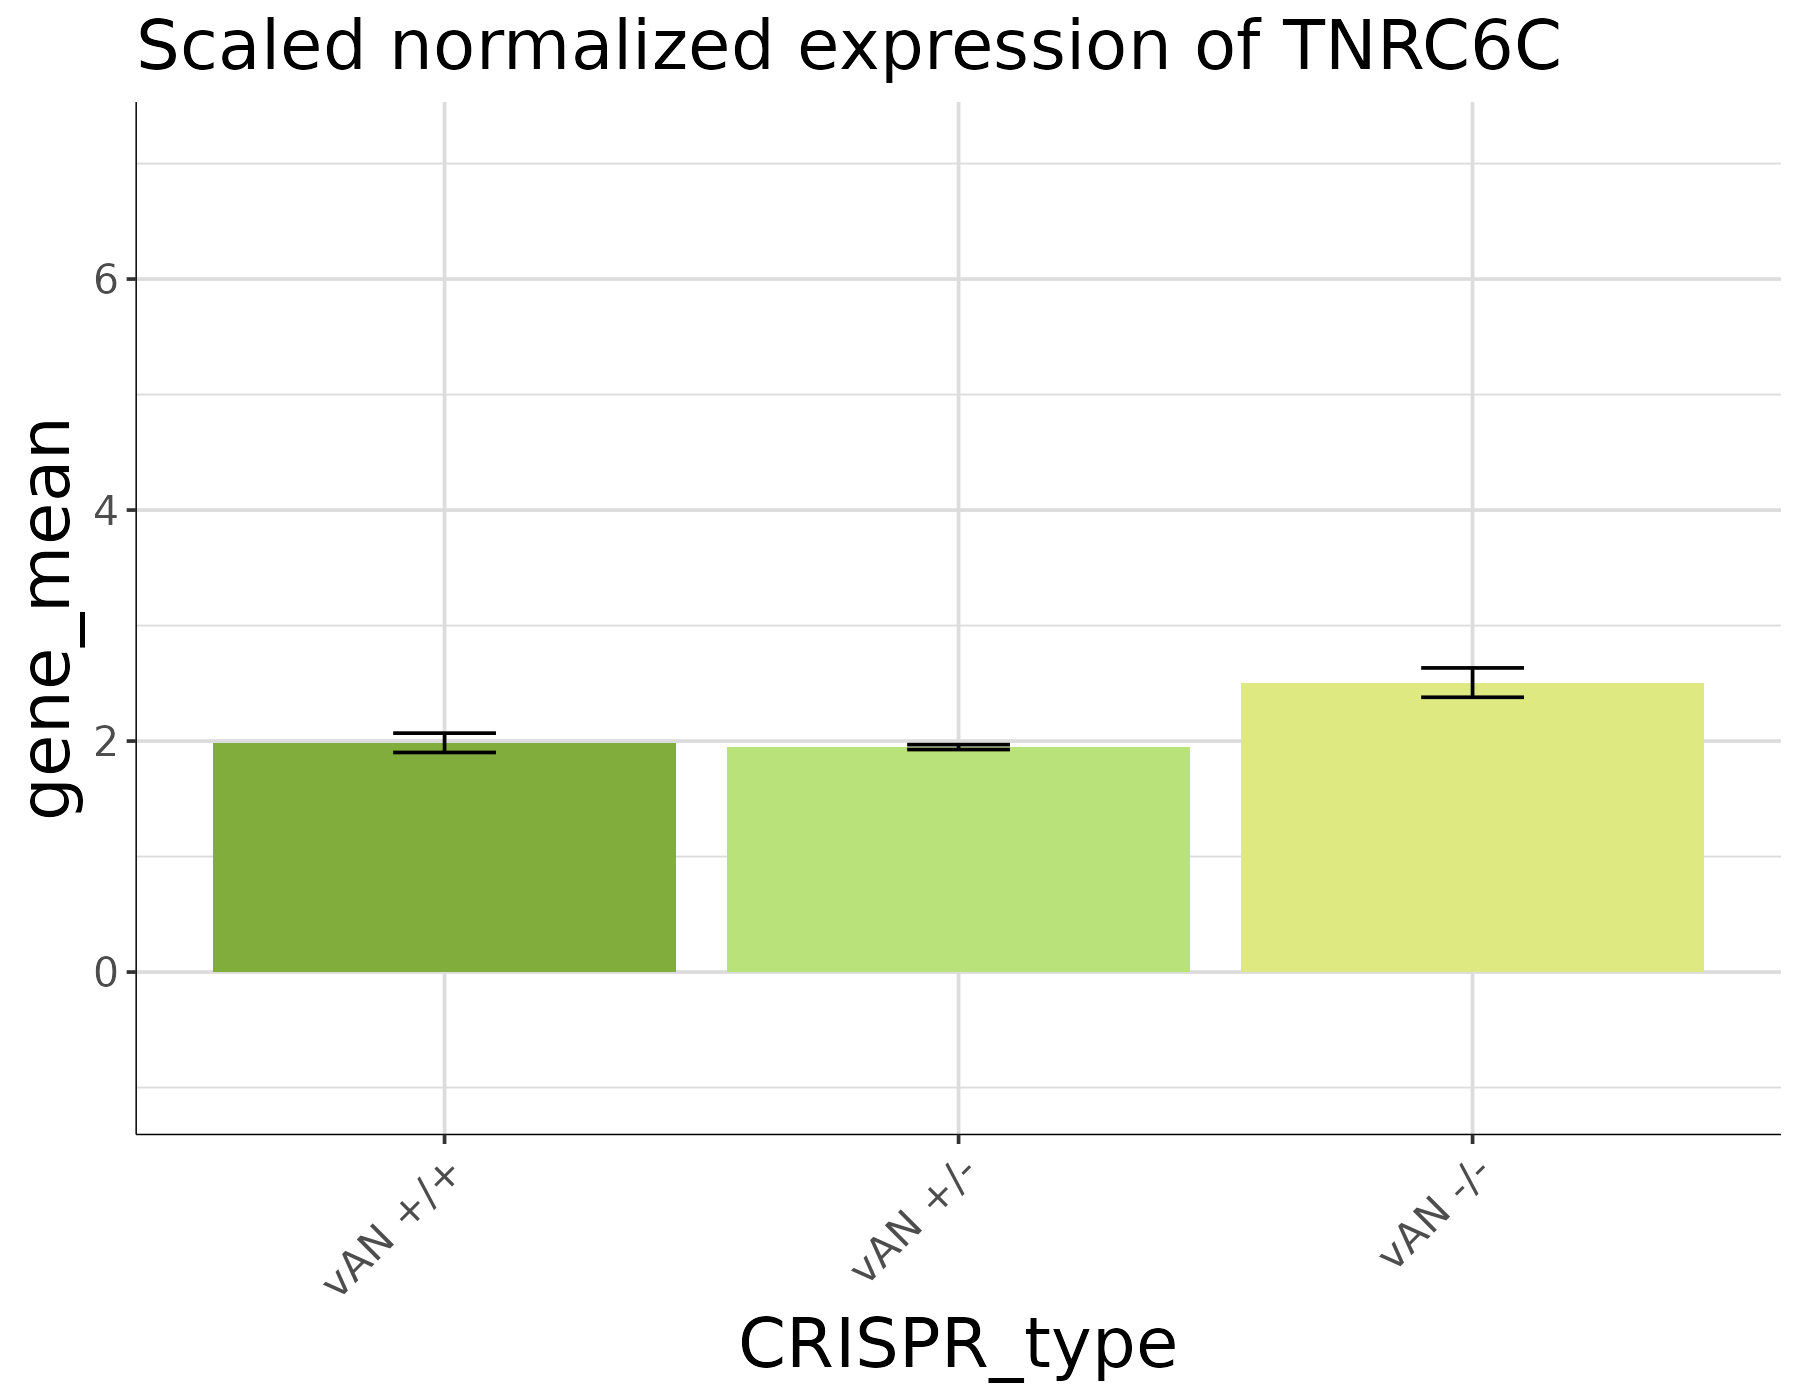 Scaled normalized expression of TNRC6C
gene_mean
6
4
2
0
vAN +/+
vAN +/-
vAN -/-
CRISPR_type